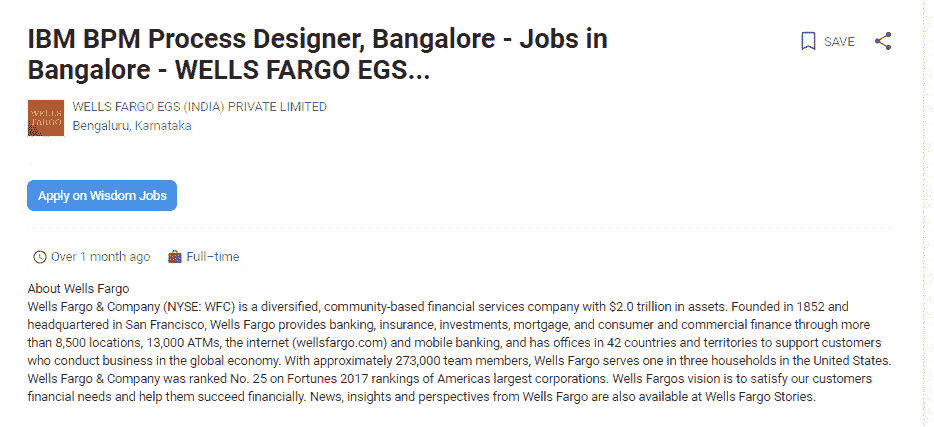 IBM BPM Process Designer, Bangalore - Jobs in
Bangalore - WELLS FARGO EGS...
SAVE
WELLS FARGO
WELLS FARGO EGS (INDIA) PRIVATE LIMITED
Bengaluru, Karnataka
Apply on Wisdom Jobs
Over 1 month ago
Full–time
About Wells Fargo
Wells Fargo & Company (NYSE: WFC) is a diversified, community-based financial services company with $2.0 trillion in assets. Founded in 1852 and
headquartered in San Francisco, Wells Fargo provides banking, insurance, investments, mortgage, and consumer and commercial finance through more
than 8,500 locations, 13,000 ATMs, the internet (wellsfargo.com) and mobile banking, and has offices in 42 countries and territories to support customers
who conduct business in the global economy. With approximately 273,000 team members, Wells Fargo serves one in three households in the United States.
Wells Fargo & Company was ranked No. 25 on Fortunes 2017 rankings of Americas largest corporations. Wells Fargos vision is to satisfy our customers
financial needs and help them succeed financially. News, insights and perspectives from Wells Fargo are also available at Wells Fargo Stories.